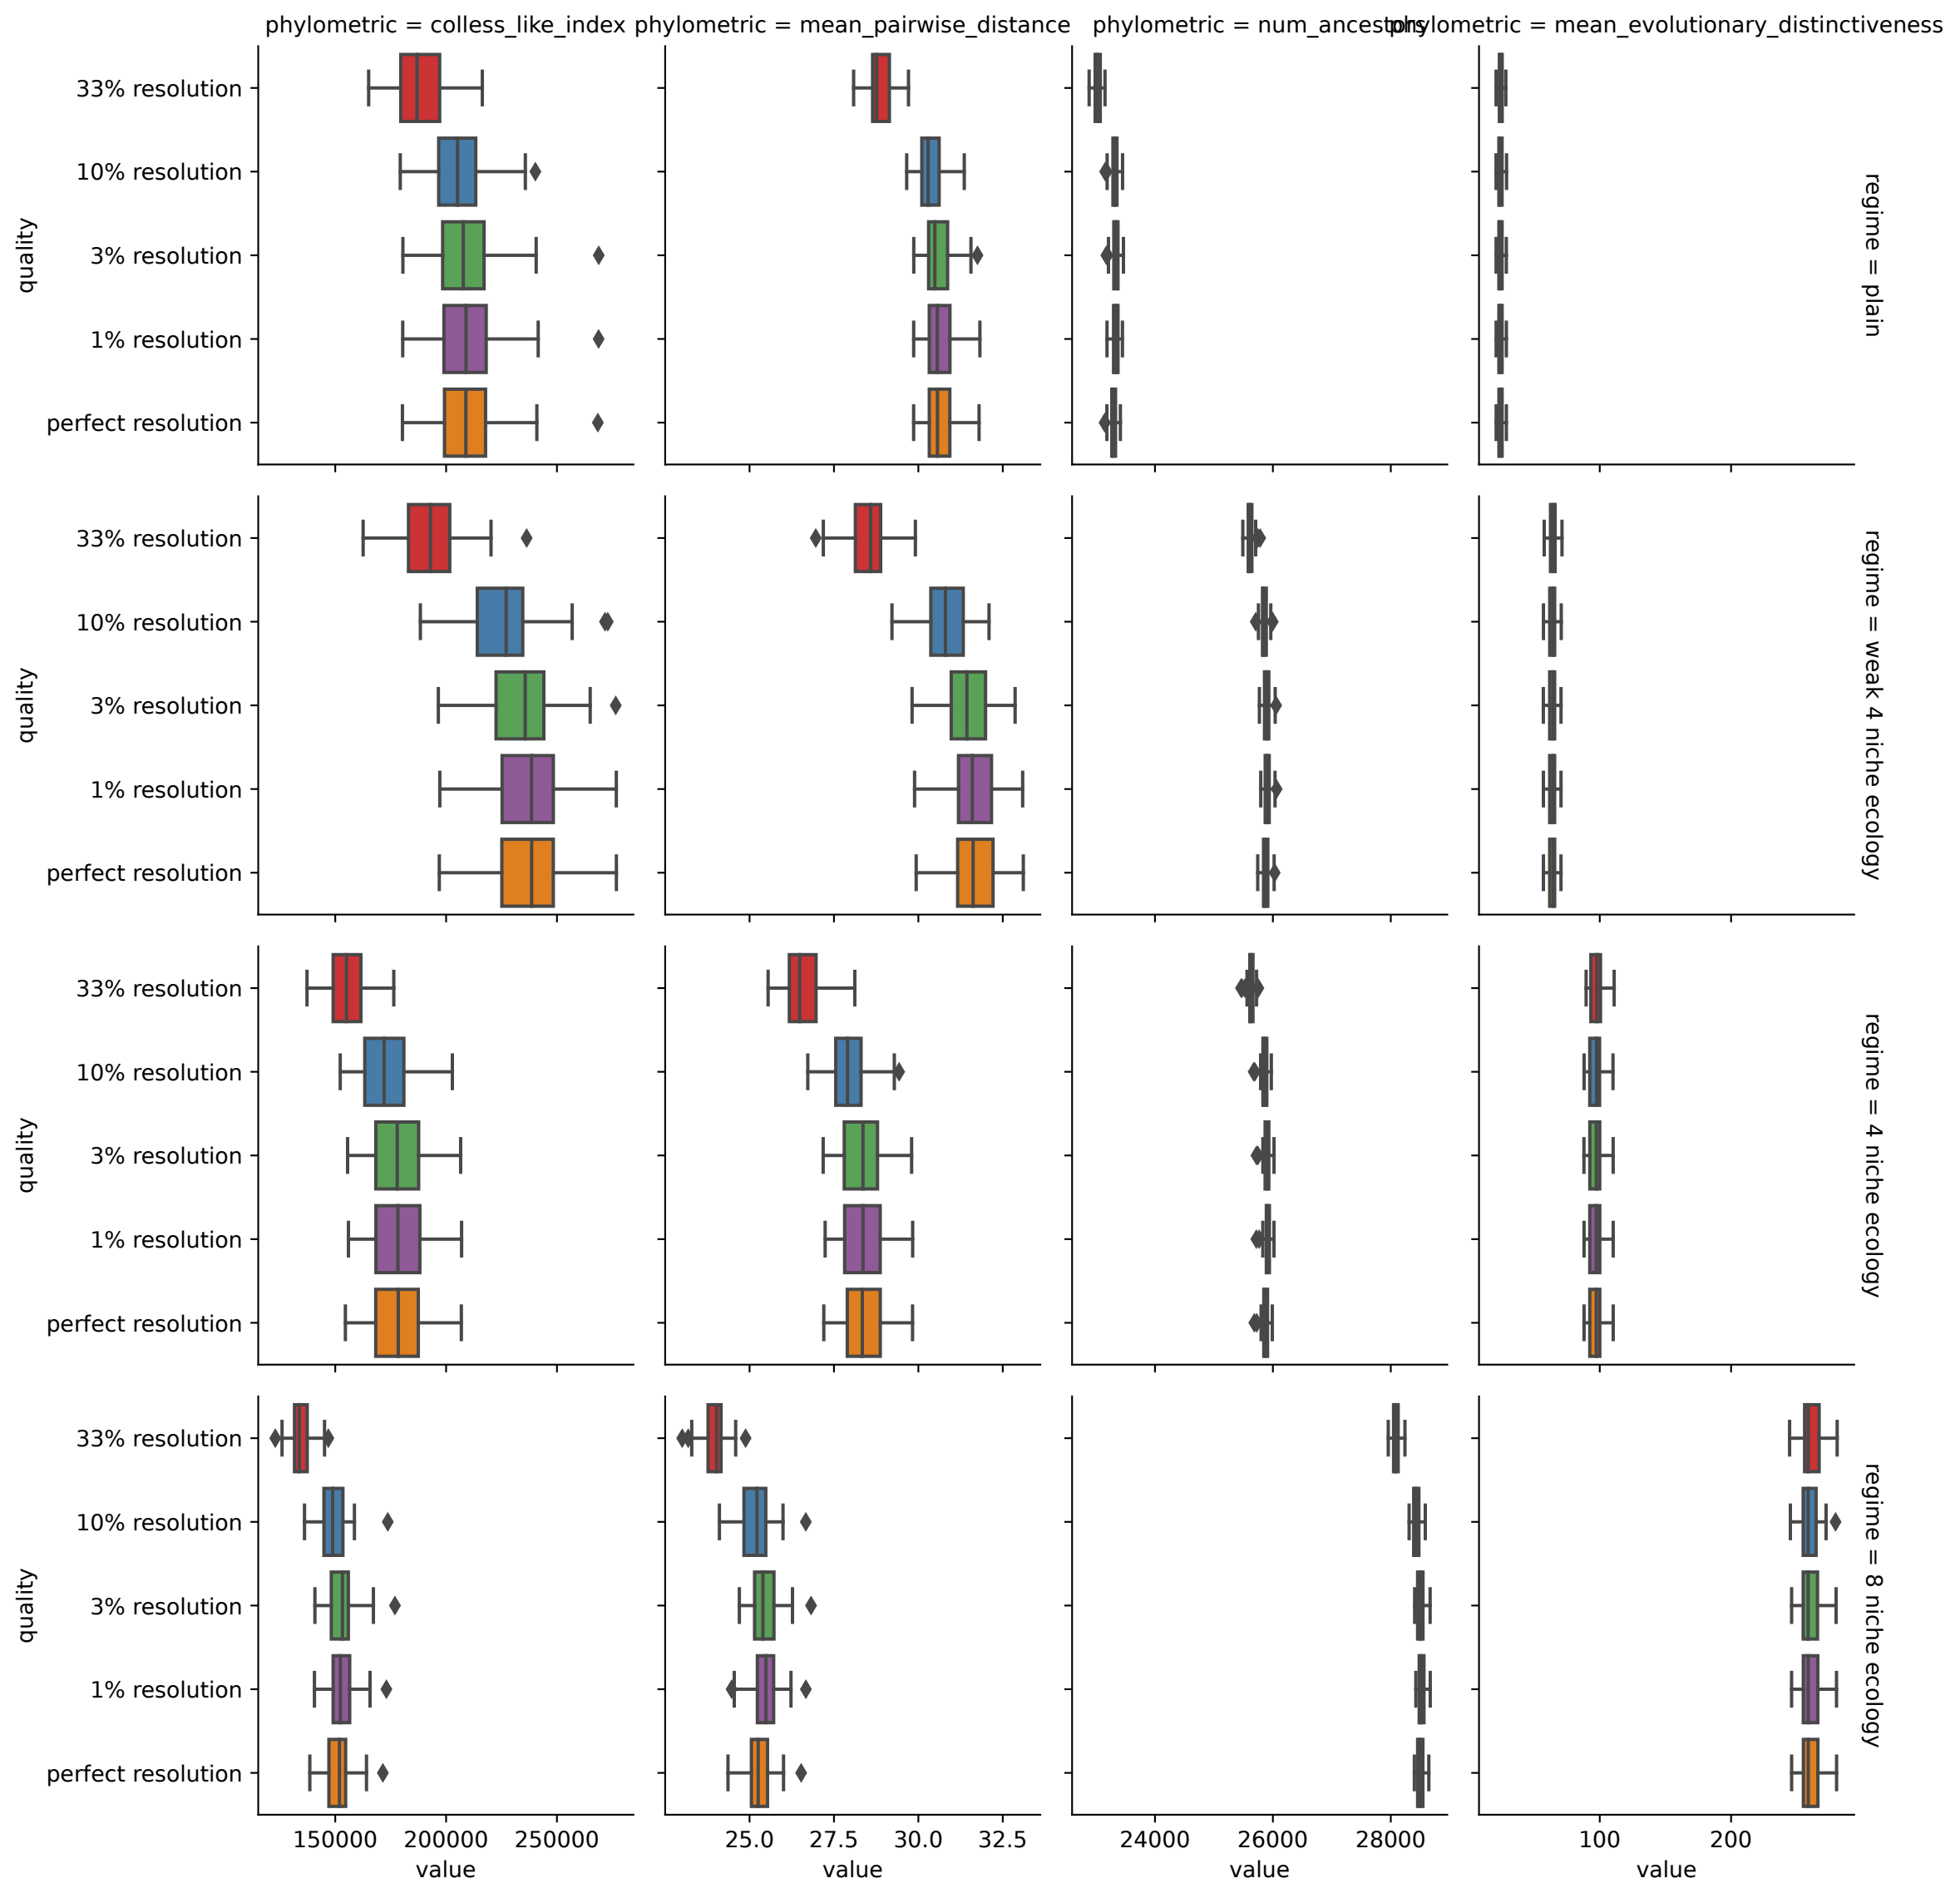 phylometric = colless_like_index
phylometric = mean_pairwise_distance
phylometric = num_ancestors
phylometric = mean_evolutionary_distinctiveness
quality
33% resolution
10% resolution
3% resolution
1% resolution
perfect resolution
regime = plain
quality
33% resolution
10% resolution
3% resolution
1% resolution
perfect resolution
regime = weak 4 niche ecology
quality
33% resolution
10% resolution
3% resolution
1% resolution
perfect resolution
regime = 4 niche ecology
quality
33% resolution
10% resolution
3% resolution
1% resolution
perfect resolution
regime = 8 niche ecology
150000 200000 250000
25.0 27.5 30.0 32.5
24000 26000 28000
100 200
value
value
value
value